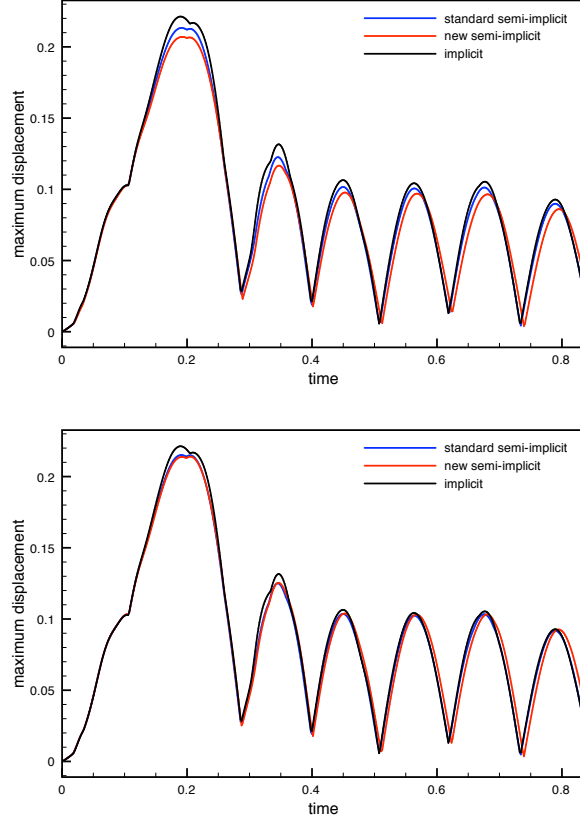 standard semi-implicit
new semi-implicit
implicit
0.2
0.15
0.1
0.05
0
maximum displacement
0 0.2 0.4 0.6 0.8
time
standard semi-implicit
new semi-implicit
implicit
0.2
0.15
0.1
0.05
0
maximum displacement
0 0.2 0.4 0.6 0.8
time